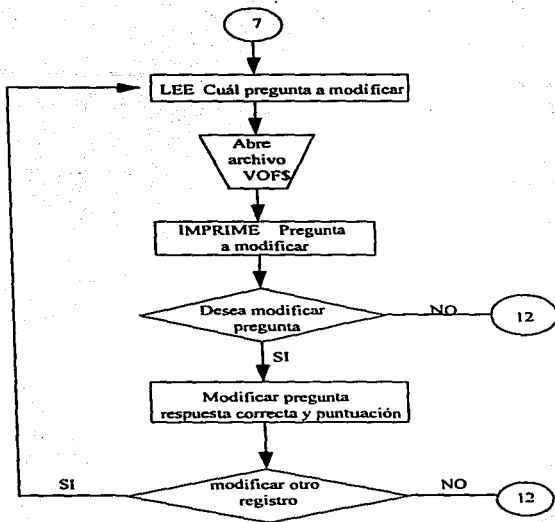 7
LEE Cuál pregunta a modificar
Abre
archivo
VOF$
IMPRIME Pregunta
a modificar
Desea modificar
pregunta
NO
12
SI
Modificar pregunta
respuesta correcta y puntuación
SI
modificar otro
registro
NO
12